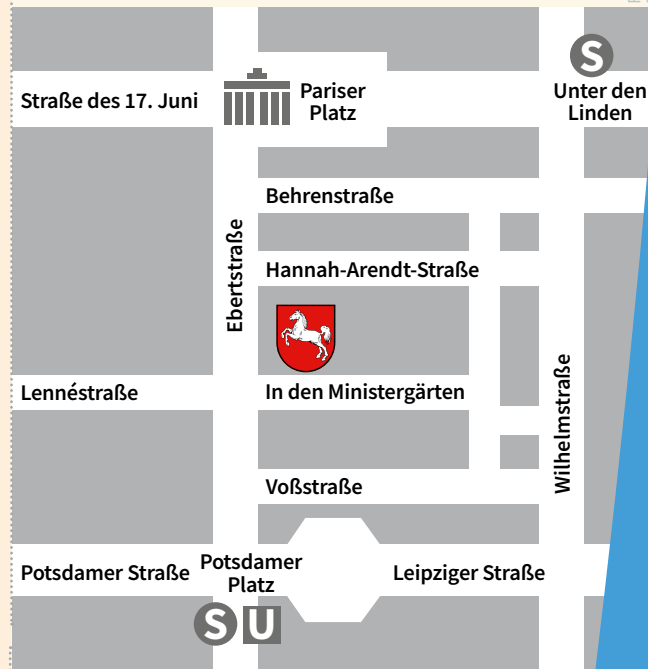 S
Unter den
Linden
Straße des 17. Juni
Pariser
Platz
Behrenstraße
Ebertstraße
Hannah-Arendt-Straße
Lennéstraße
In den Ministergärten
Wilhelmstraße
Voßstraße
Potsdamer Straße
Potsdamer
Platz
Leipziger Straße
S U